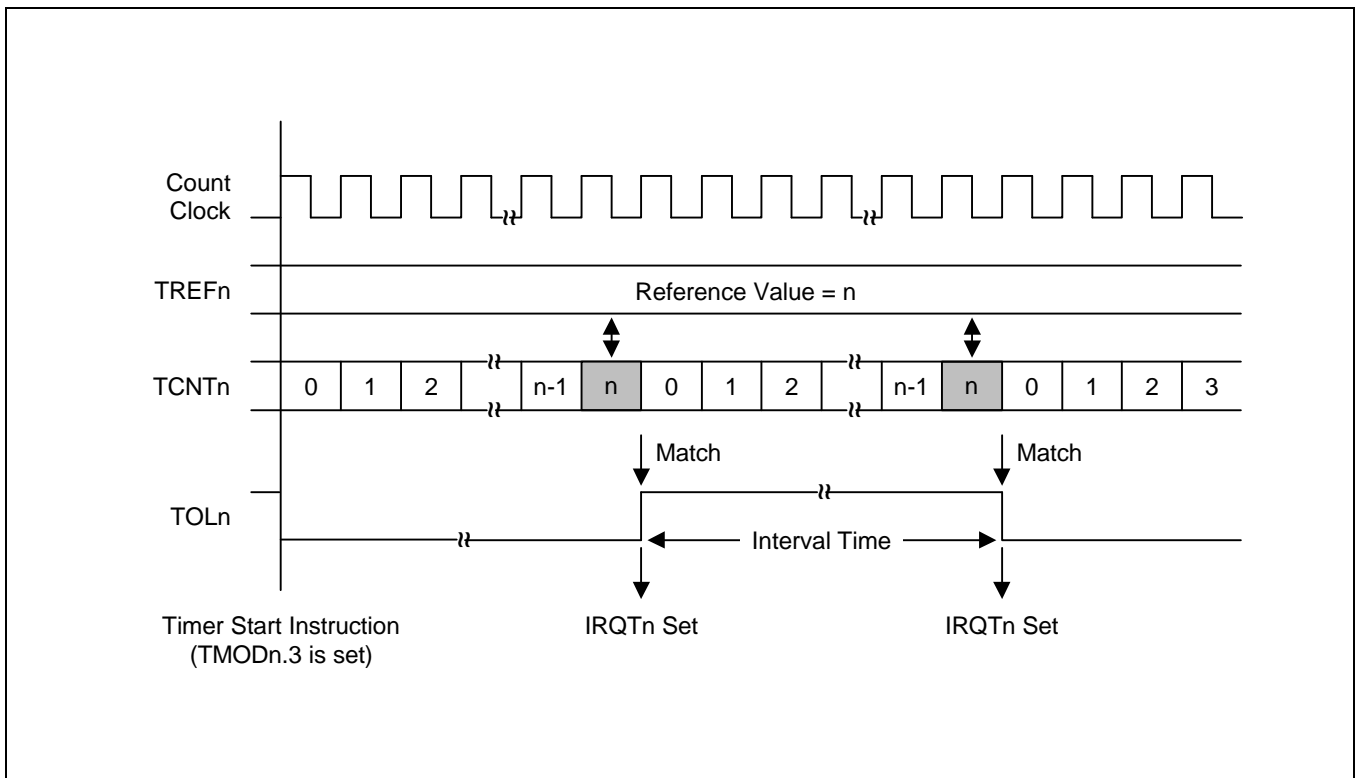 Count
Clock
TREFn
Reference Value = n
TCNTn
0 1 2 n-1 n 0 1 2 n-1 n 0 1 2 3
Match Match
TOLn
Interval Time
Timer Start Instruction
(TMODn.3 is set)
IRQTn Set IRQTn Set